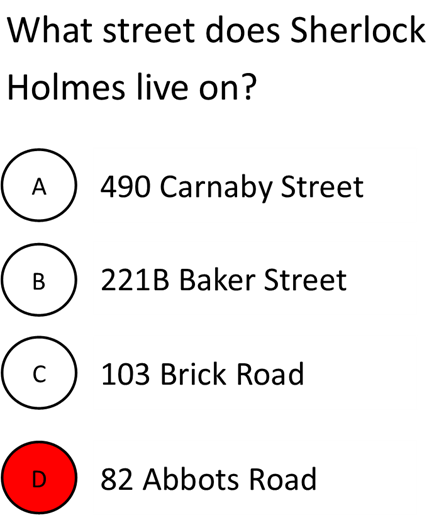 What street does Sherlock
Holmes live on?
A 490 Carnaby Street
B 221B Baker Street
C 103 Brick Road
D 82 Abbots Road